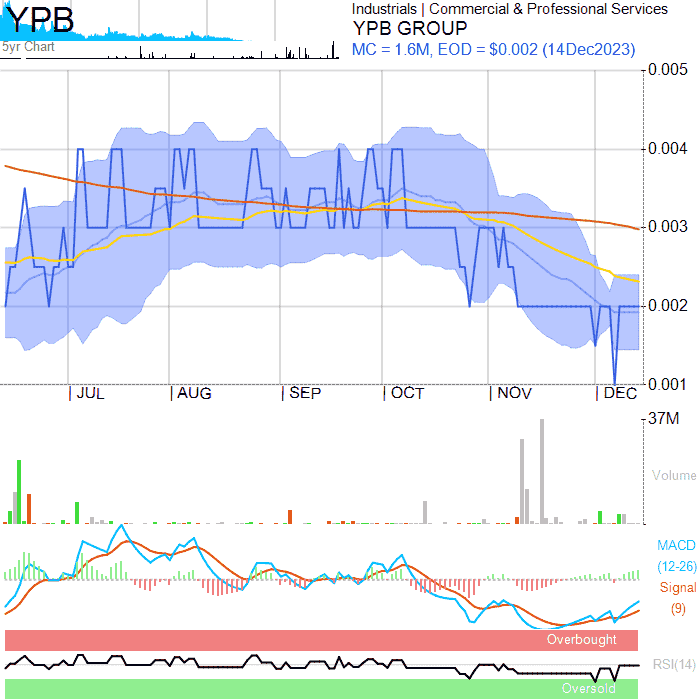 YPB
Industrials | Commercial & Professional Services
YPB GROUP
5yr Chart
MC = 1.6M, EOD = $0.002 (14Dec2023)
0.005
0.004
0.003
0.002
0.001
JUL AUG SEP OCT NOV DEC
37M
Volume
MACD
(12-26)
Signal
(9)
Overbought
RSI(14)
Oversold